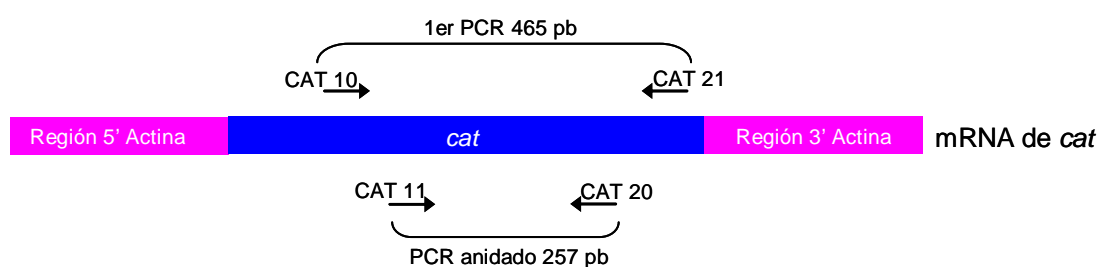 1er PCR 465 pb
CAT 10
CAT 21
Región 5' Actina
cat
Región 3' Actina
mRNA de cat
CAT 11
CAT 20
PCR anidado 257 pb